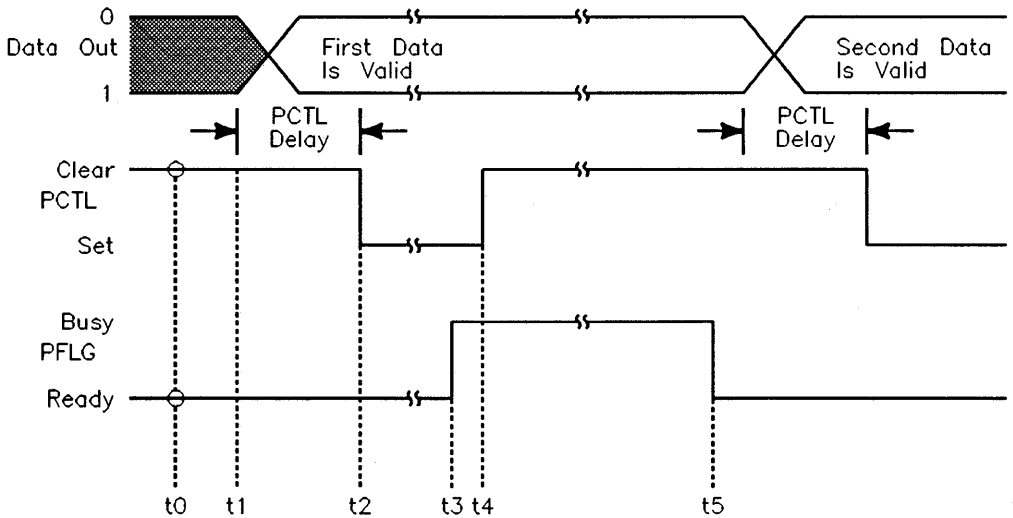 0
Data Out
1
First Data
Is Valid
Second Data
Is Valid
PCTL
Delay
PCTL
Delay
Clear
PCTL
Set
Busy
PFLG
Ready
t0 t1 t2 t3 t4 t5